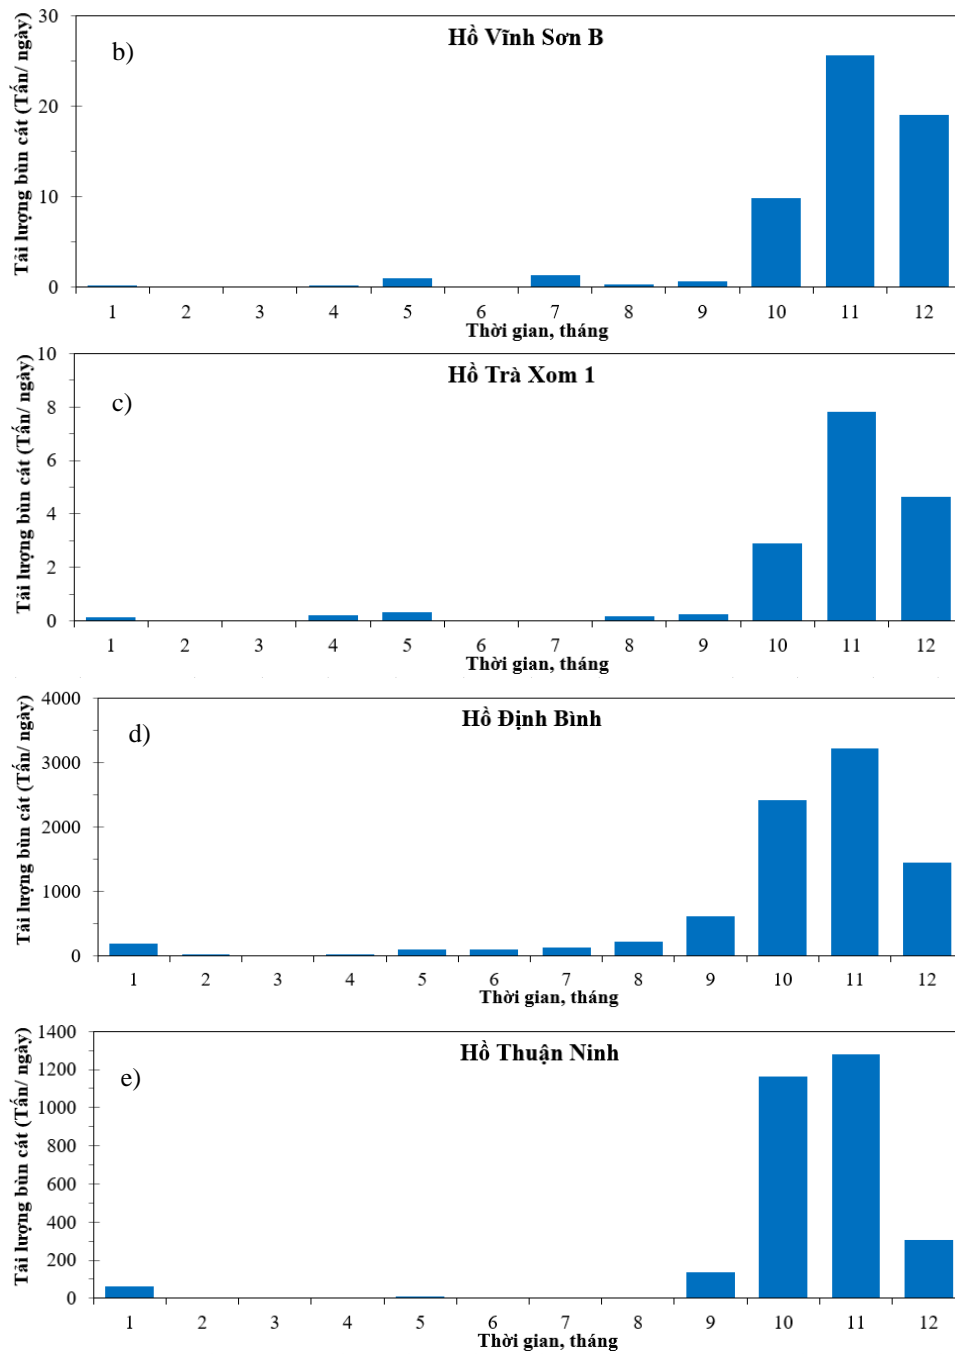 Hồ Vĩnh Sơn B
b)
Tải lượng bùn cát (Tấn/ ngày)
30
20
10
0
1 2 3 4 5 6 7 8 9 10 11 12
Thời gian, tháng
Hồ Trà Xom 1
c)
Tải lượng bùn cát (Tấn/ ngày)
10
8
6
4
2
0
1 2 3 4 5 6 7 8 9 10 11 12
Thời gian, tháng
Hồ Định Bình
d)
Tải lượng bùn cát (Tấn/ ngày)
4000
3000
2000
1000
0
1 2 3 4 5 6 7 8 9 10 11 12
Thời gian, tháng
Hồ Thuận Ninh
e)
Tải lượng bùn cát (Tấn/ ngày)
1400
1200
1000
800
600
400
200
0
1 2 3 4 5 6 7 8 9 10 11 12
Thời gian, tháng